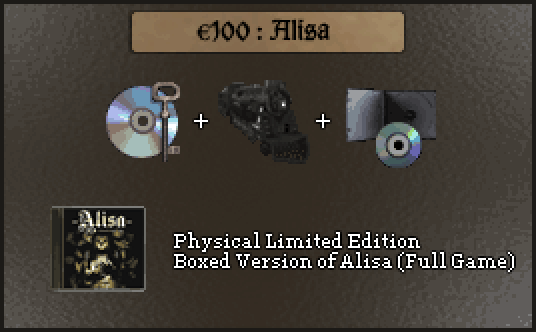 €100 : Alisa
+ +
-Alisa-
Physical Limited Edition
Boxed Version of Alisa (Full Game)